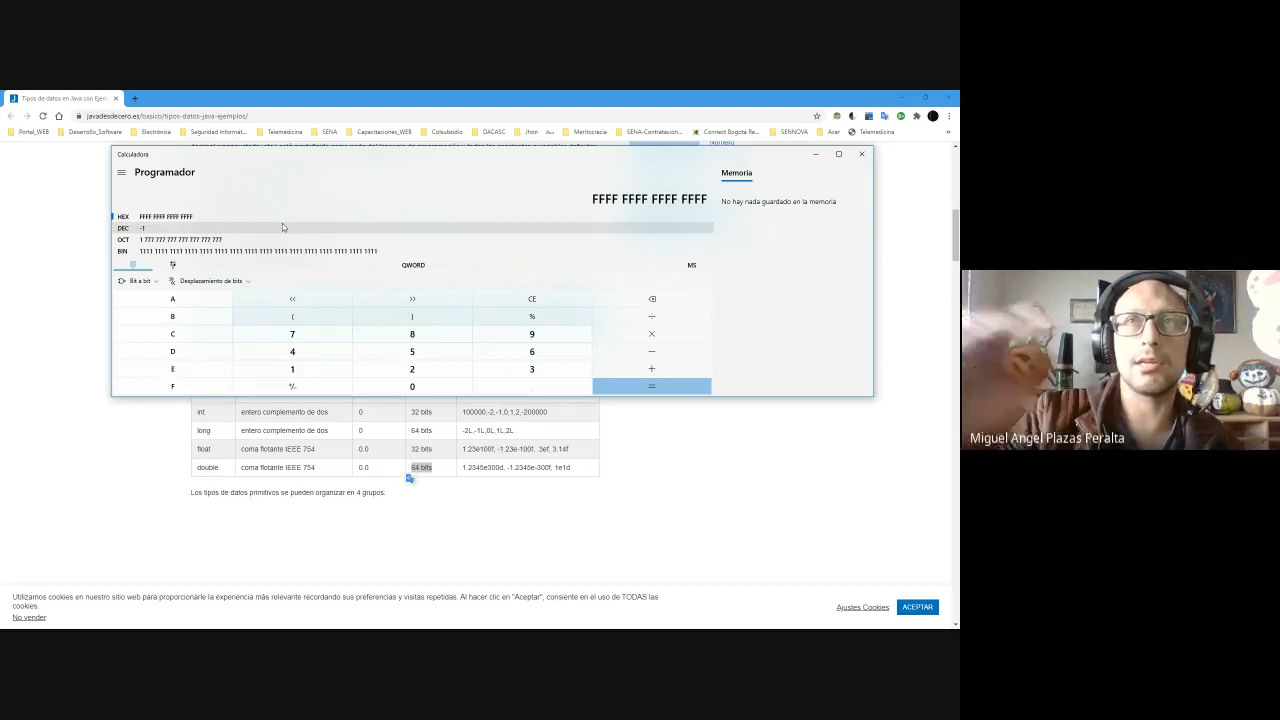 Tipos de datos en Java con Ejem
javadesdecero.es/basico/tipos-datos-java-ejemplos/
Portal_WEB
Desarrollo_Software
Electrónica
Seguridad Informát...
Telemedicina
SENA
Capacitaciones_WEB
Colsubsidio
DACASC
Jhon
Meritocracia
SENA-Contratación...
Connect Bogotá Re...
SENNOVA
Acer
Telemedicina
»
Número
Calculadora
Programador
Memoria
No hay nada guardado en la memoria
FFFF FFFF FFFF FFFF
HEX FFFF FFFF FFFF FFFF
DEC -1
OCT 1 777 777 777 777 777 777 777
BIN 1111 1111 1111 1111 1111 1111 1111 1111 1111 1111 1111 1111 1111 1111 1111 1111
QWORD MS
Bit a bit Desplazamiento de bits
A << >> CE
B ( ) % ÷
C 7 8 9 ×
D 4 5 6 −
E 1 2 3 +
F +/- 0 . =
int entero complemento de dos 0 32 bits 100000,-2,-1,0,1,2,-200000
long entero complemento de dos 0 64 bits -2L,-1L,0L,1L,2L
float coma flotante IEEE 754 0.0 32 bits 1.23e100f, -1.23e-100f, .3ef, 3.14f
double coma flotante IEEE 754 0.0 64 bits 1.2345e300d, -1.2345e-300f, 1e1d
Los tipos de datos primitivos se pueden organizar en 4 grupos:
Utilizamos cookies en nuestro sitio web para proporcionarle la experiencia más relevante recordando sus preferencias y visitas repetidas. Al hacer clic en "Aceptar", consiente en el uso de TODAS las
cookies.
No vender
Ajustes Cookies
ACEPTAR
Miguel Angel Plazas Peralta